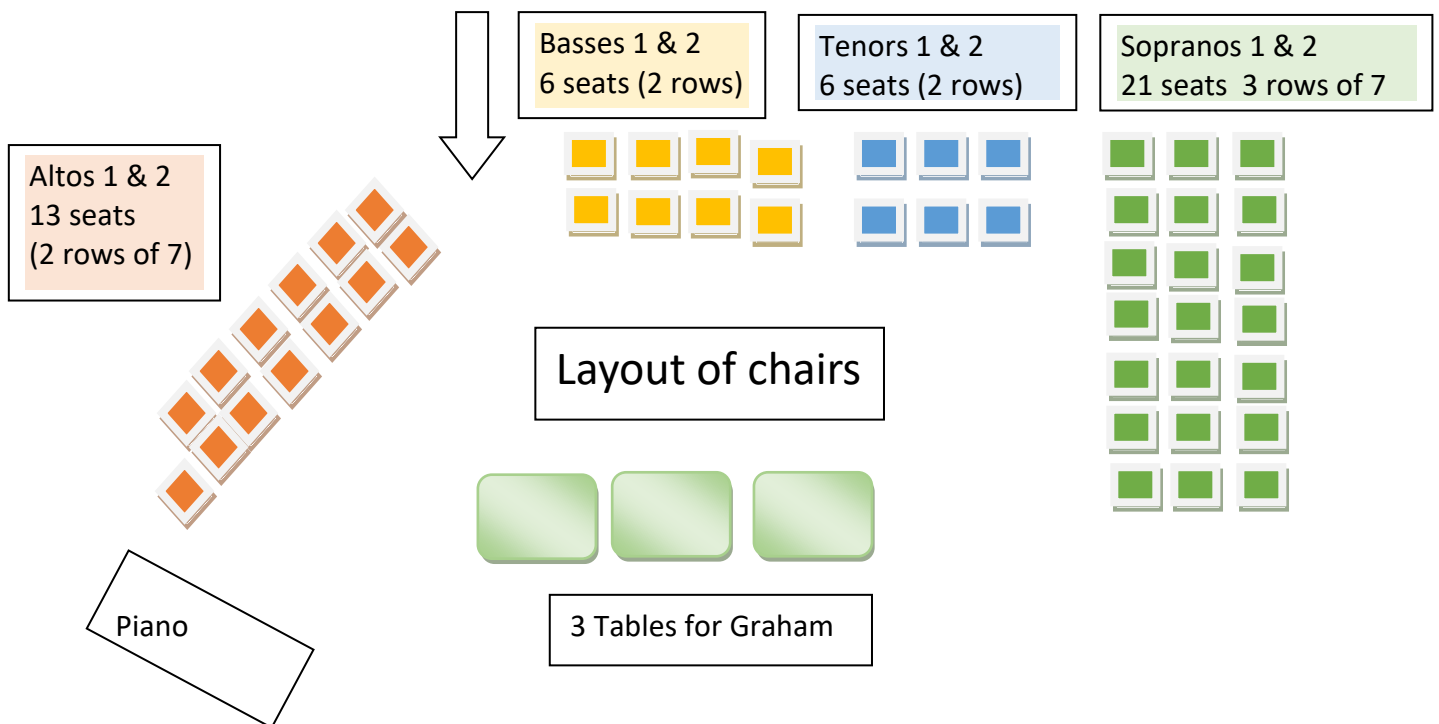 Basses 1 & 2
6 seats (2 rows)
Tenors 1 & 2
6 seats (2 rows)
Sopranos 1 & 2
21 seats  3 rows of 7
Altos 1 & 2
13 seats
(2 rows of 7)
Layout of chairs
Piano
3 Tables for Graham